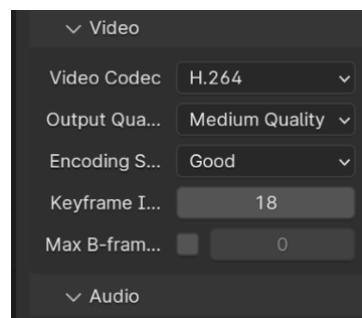 Video
Video Codec H.264
Output Qua... Medium Quality
Encoding S... Good
Keyframe I... 18
Max B-fram... 0
Audio